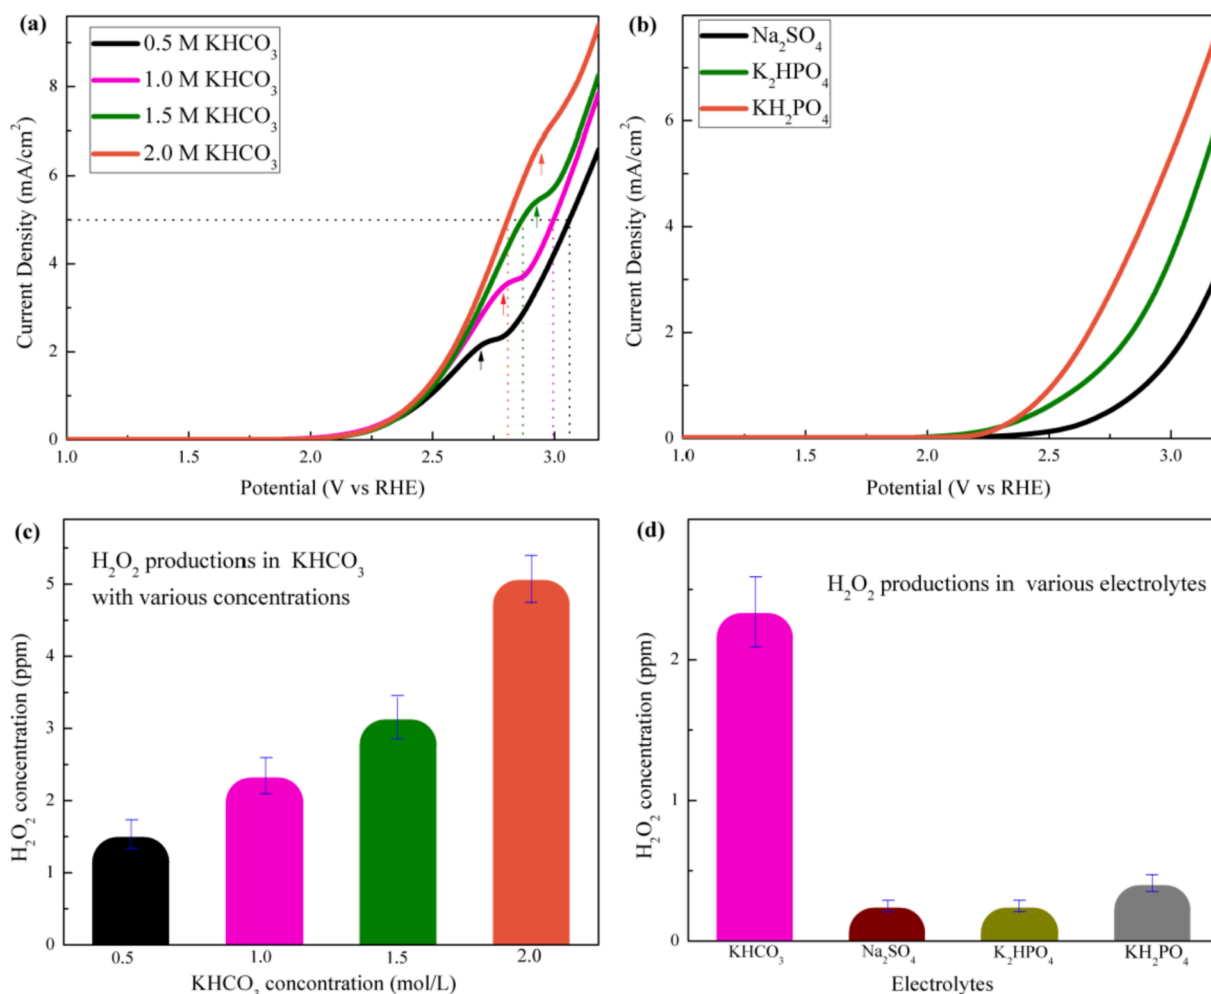 (a)
0.5 M KHCO3
1.0 M KHCO3
1.5 M KHCO3
2.0 M KHCO3
Current Density (mA/cm2)
8
6
4
2
0
1.0 1.5 2.0 2.5 3.0
Potential (V vs RHE)
(b)
Na2SO4
K2HPO4
KH2PO4
Current Density (mA/cm2)
6
4
2
0
1.0 1.5 2.0 2.5 3.0
Potential (V vs RHE)
(c)
H2O2 productions in KHCO3
with various concentrations
H2O2 concentration (ppm)
5
4
3
2
1
0
0.5 1.0 1.5 2.0
KHCO3 concentration (mol/L)
(d)
H2O2 productions in various electrolytes
H2O2 concentration (ppm)
2
1
0
KHCO3 Na2SO4 K2HPO4 KH2PO4
Electrolytes